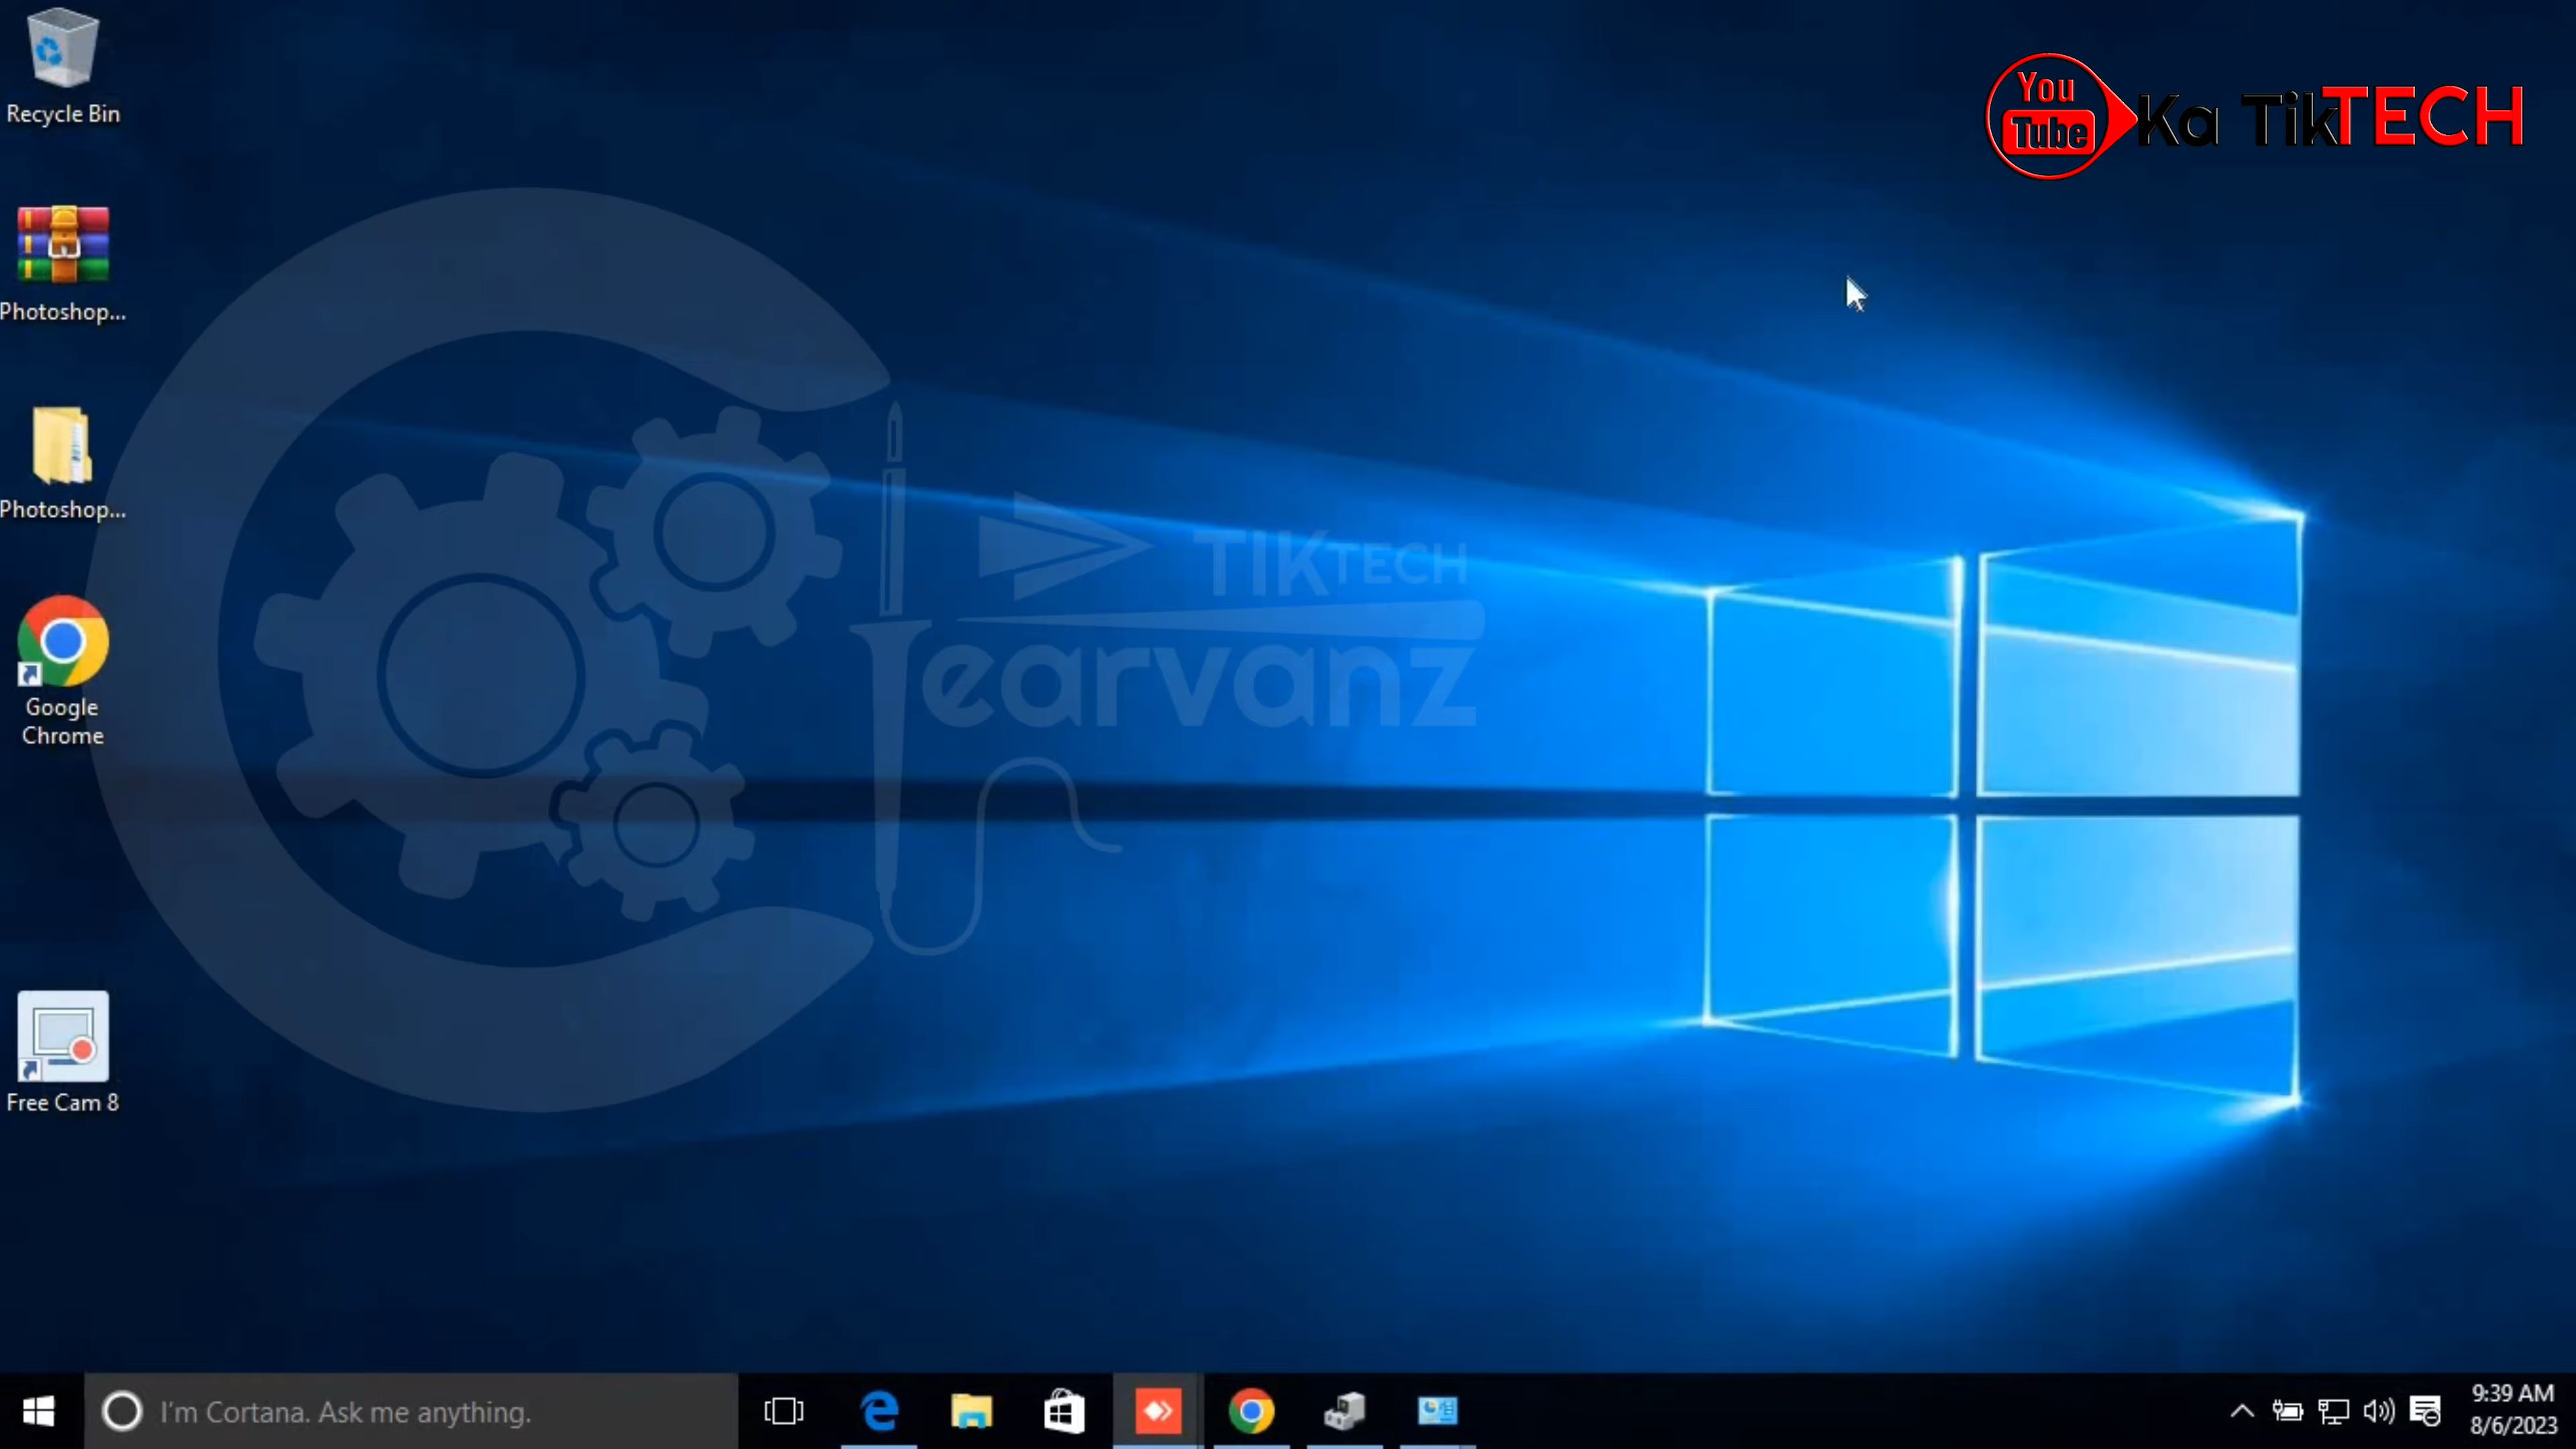 Recycle Bin
You
Tube
Ka TikTECH
Photoshop...
Photoshop...
TIKTECH
earvanz
Google
Chrome
Free Cam 8
I'm Cortana. Ask me anything.
9:39 AM
8/6/2023